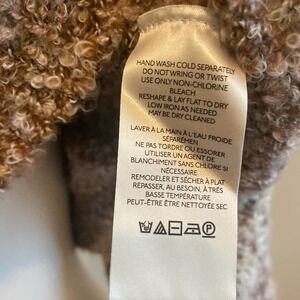 HAND WASH COLD SEPARATELY
DO NOT WRING OR TWIST
USE ONLY NON-CHLORINE
BLEACH
RESHAPE & LAY FLAT TO DRY
LOW IRON AS NEEDED
MAY BE DRY CLEANED
LAVER À LA MAIN À L'EAU FROIDE
SÉPARÉMEN
NE PAS TORDRE OU ESSORER
UTILISER UN AGENT DE
BLANCHIMENT SANS CHLORE SI
NÉCESSAIRE
REMODELER ET SÉCHER À PLAT
REPASSER, AU BESOIN, À TRÈS
BASSE TEMPÉRATURE
PEUT-ÊTRE ÊTRE NETTOYÉE SEC